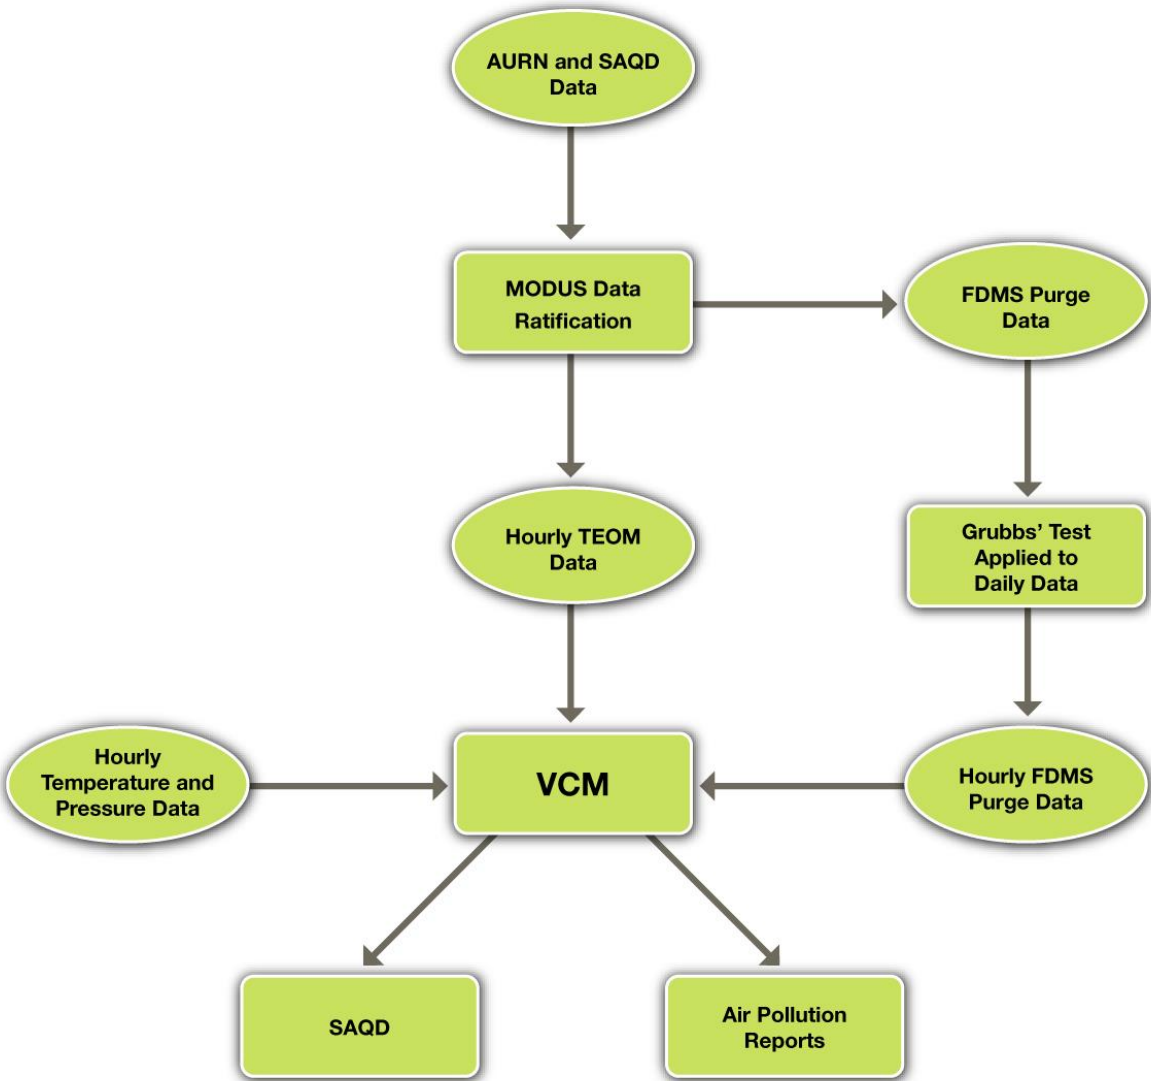 AURN and SAQD
Data
MODUS Data
Ratification
FDMS Purge
Data
Hourly TEOM
Data
Grubbs’ Test
Applied to
Daily Data
Hourly
Temperature and
Pressure Data
VCM
Hourly FDMS
Purge Data
SAQD
Air Pollution
Reports